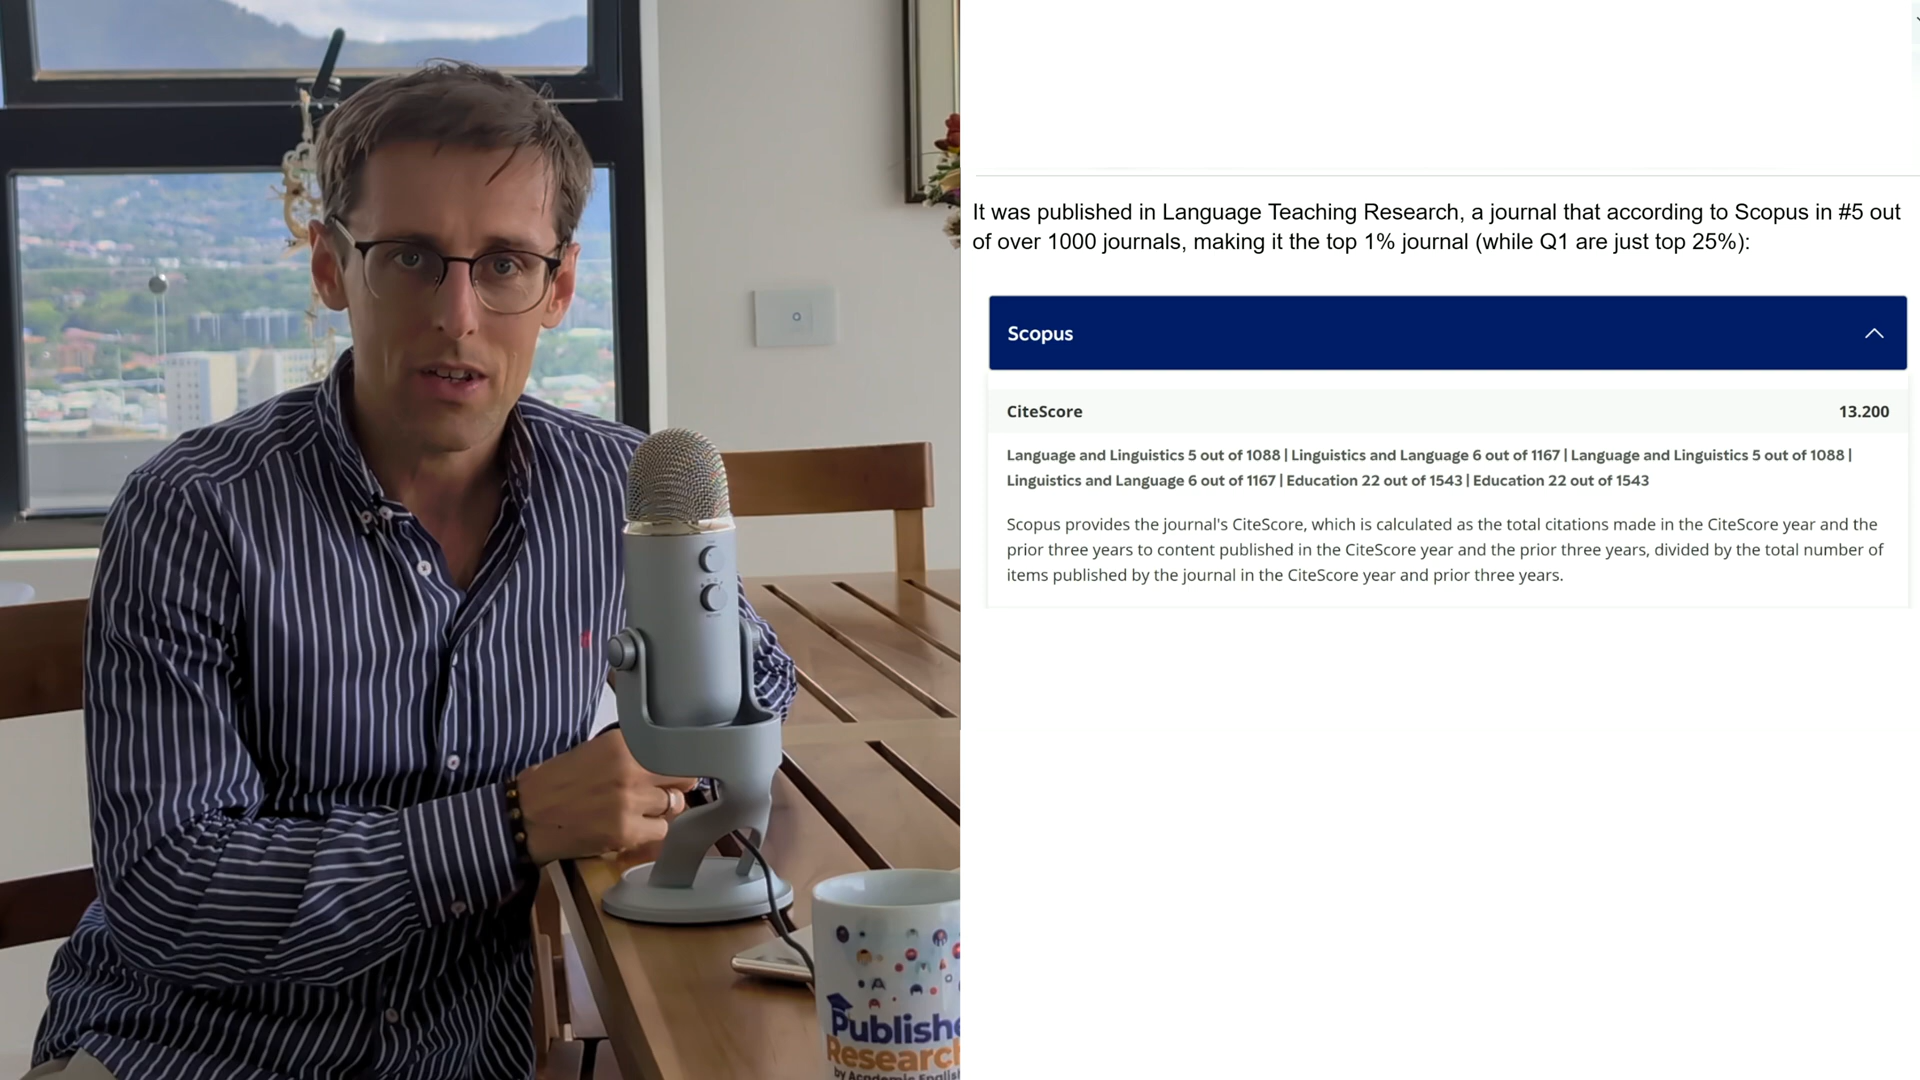 It was published in Language Teaching Research, a journal that according to Scopus in #5 out
of over 1000 journals, making it the top 1% journal (while Q1 are just top 25%):
Scopus
CiteScore 13.200
Language and Linguistics 5 out of 1088 | Linguistics and Language 6 out of 1167 | Language and Linguistics 5 out of 1088 |
Linguistics and Language 6 out of 1167 | Education 22 out of 1543 | Education 22 out of 1543
Scopus provides the journal's CiteScore, which is calculated as the total citations made in the CiteScore year and the
prior three years to content published in the CiteScore year and the prior three years, divided by the total number of
items published by the journal in the CiteScore year and prior three years.
Publishe
Research
by Academic English